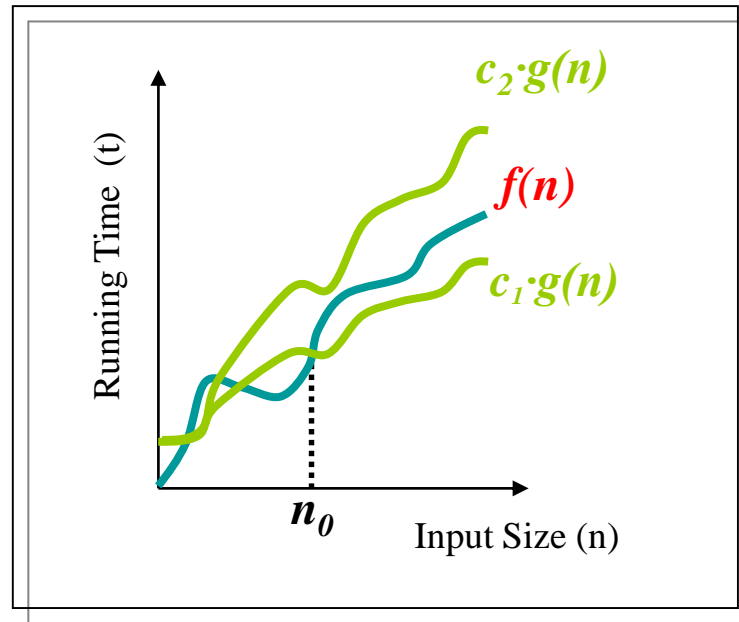 c₂·g(n)
f(n)
c₁·g(n)
Running Time (t)
n₀
Input Size (n)